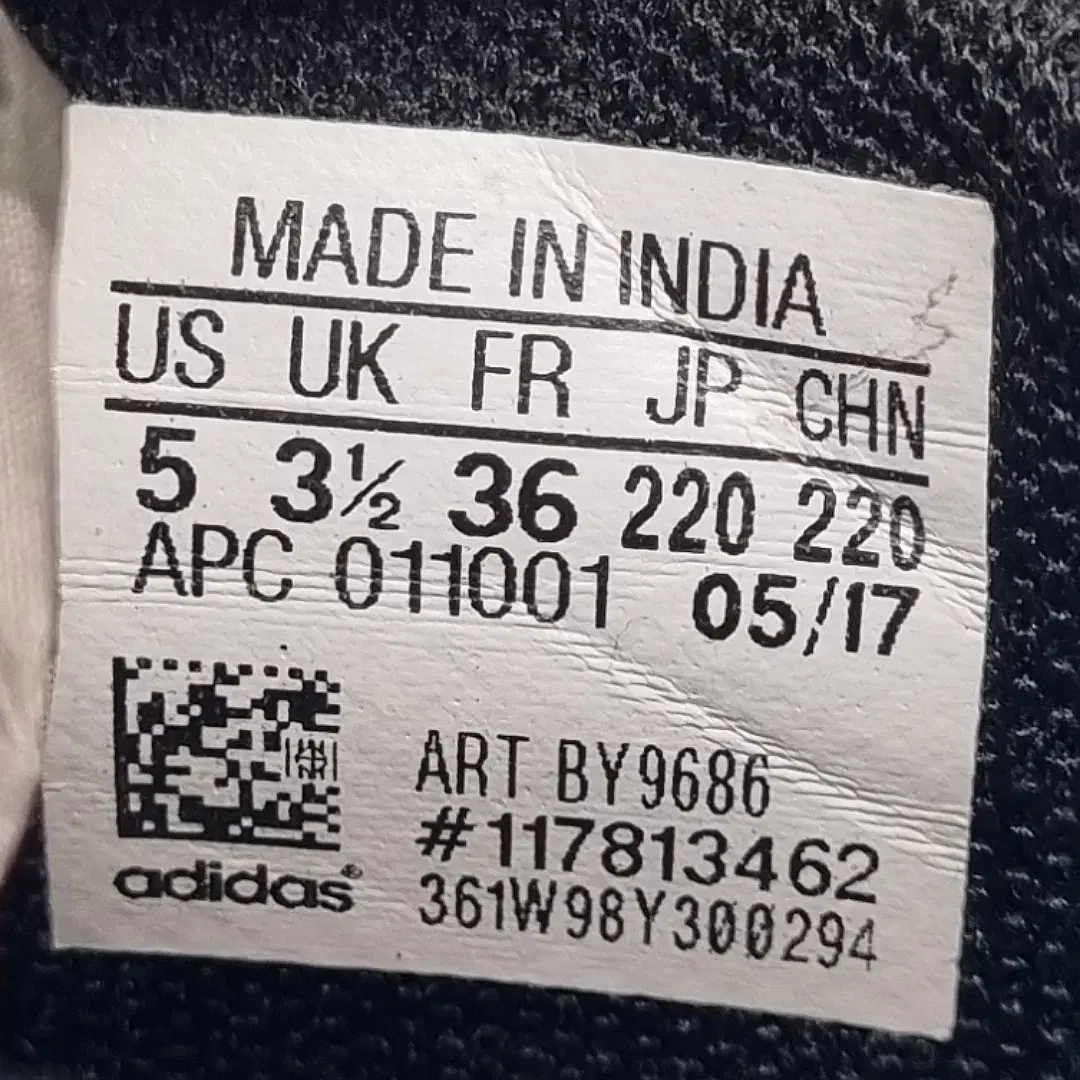 MADE IN INDIA
US UK FR JP CHN
5 3½ 36 220 220
APC 011001 05/17
ART BY9686
#117813462
adidas®
361W98Y300294